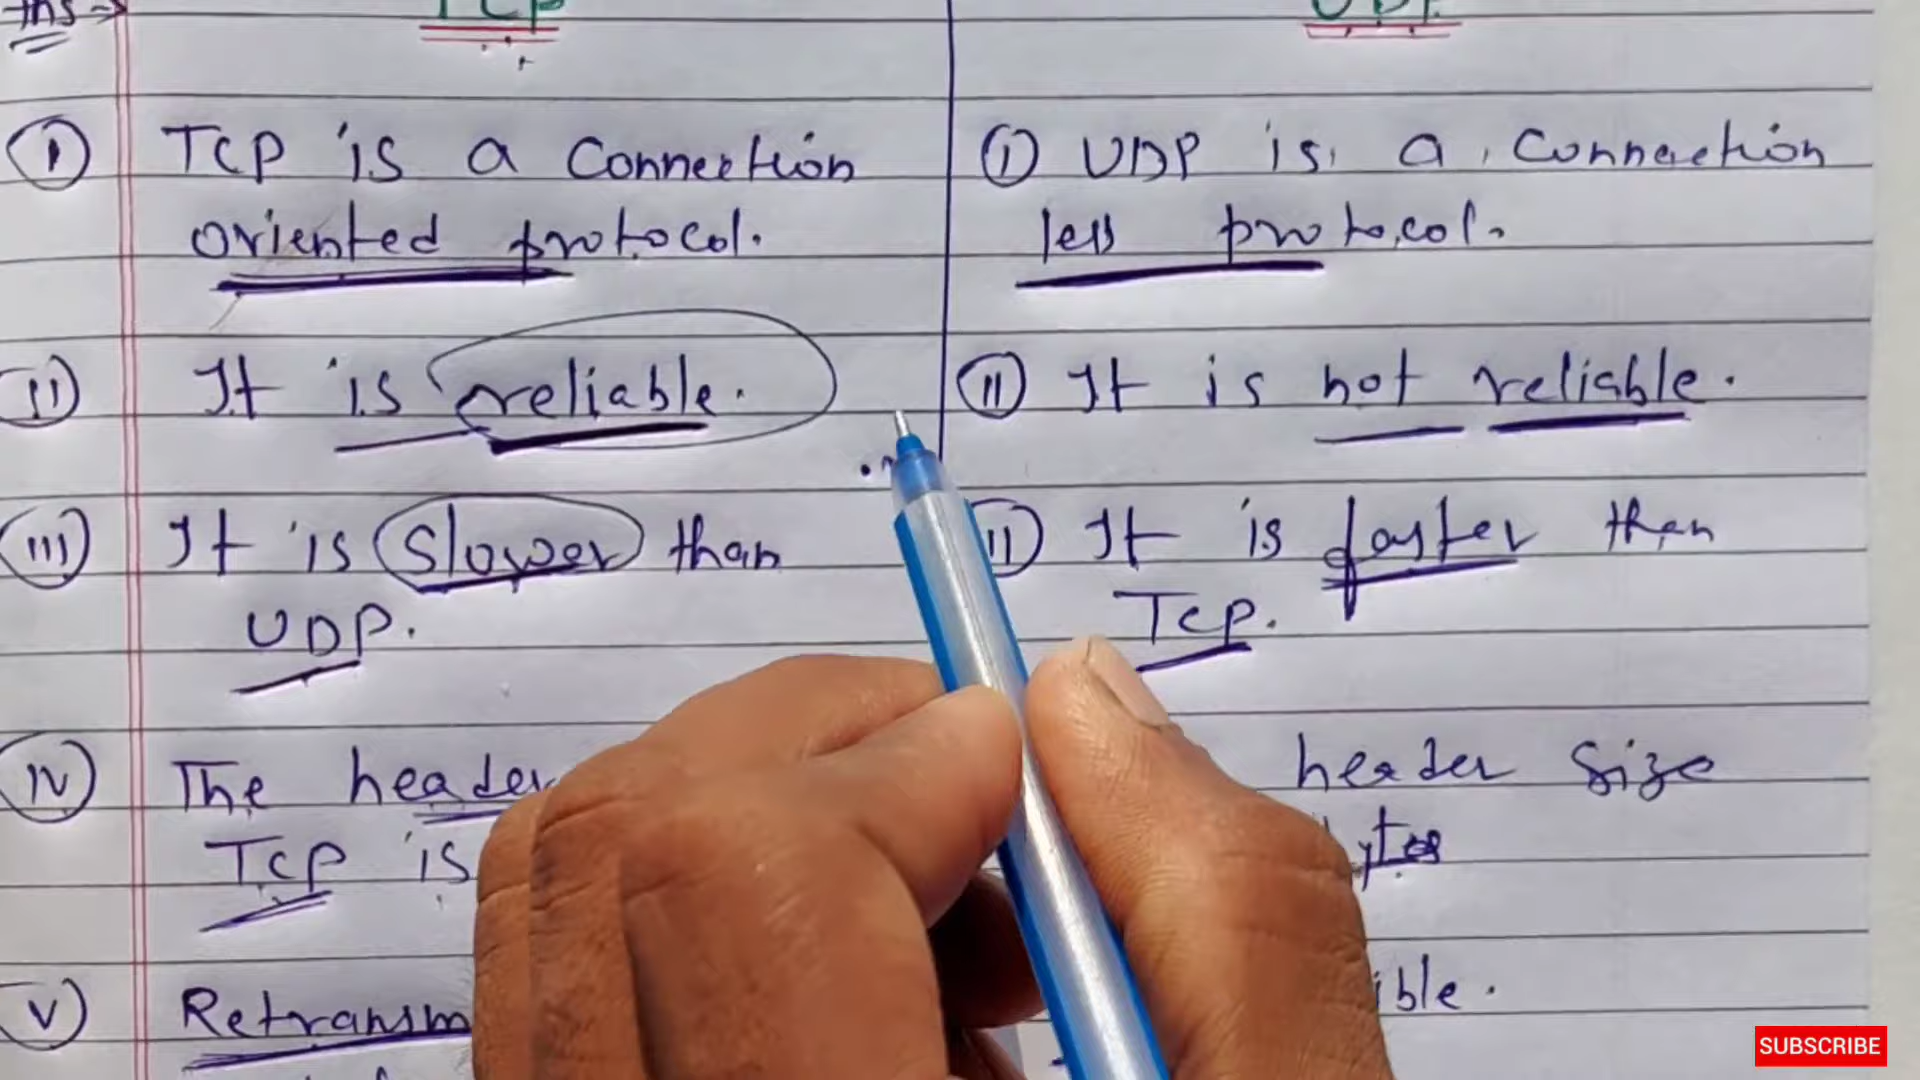 Ans→ TCP UDP.
I TCP is a Connection
oriented protocol.
I UDP is a Connection
less protocol.
II It is reliable.
II It is not reliable.
III It is slower than
UDP.
It is faster than
TCP.
IV The header
TCP is
header size
V Retransm
SUBSCRIBE